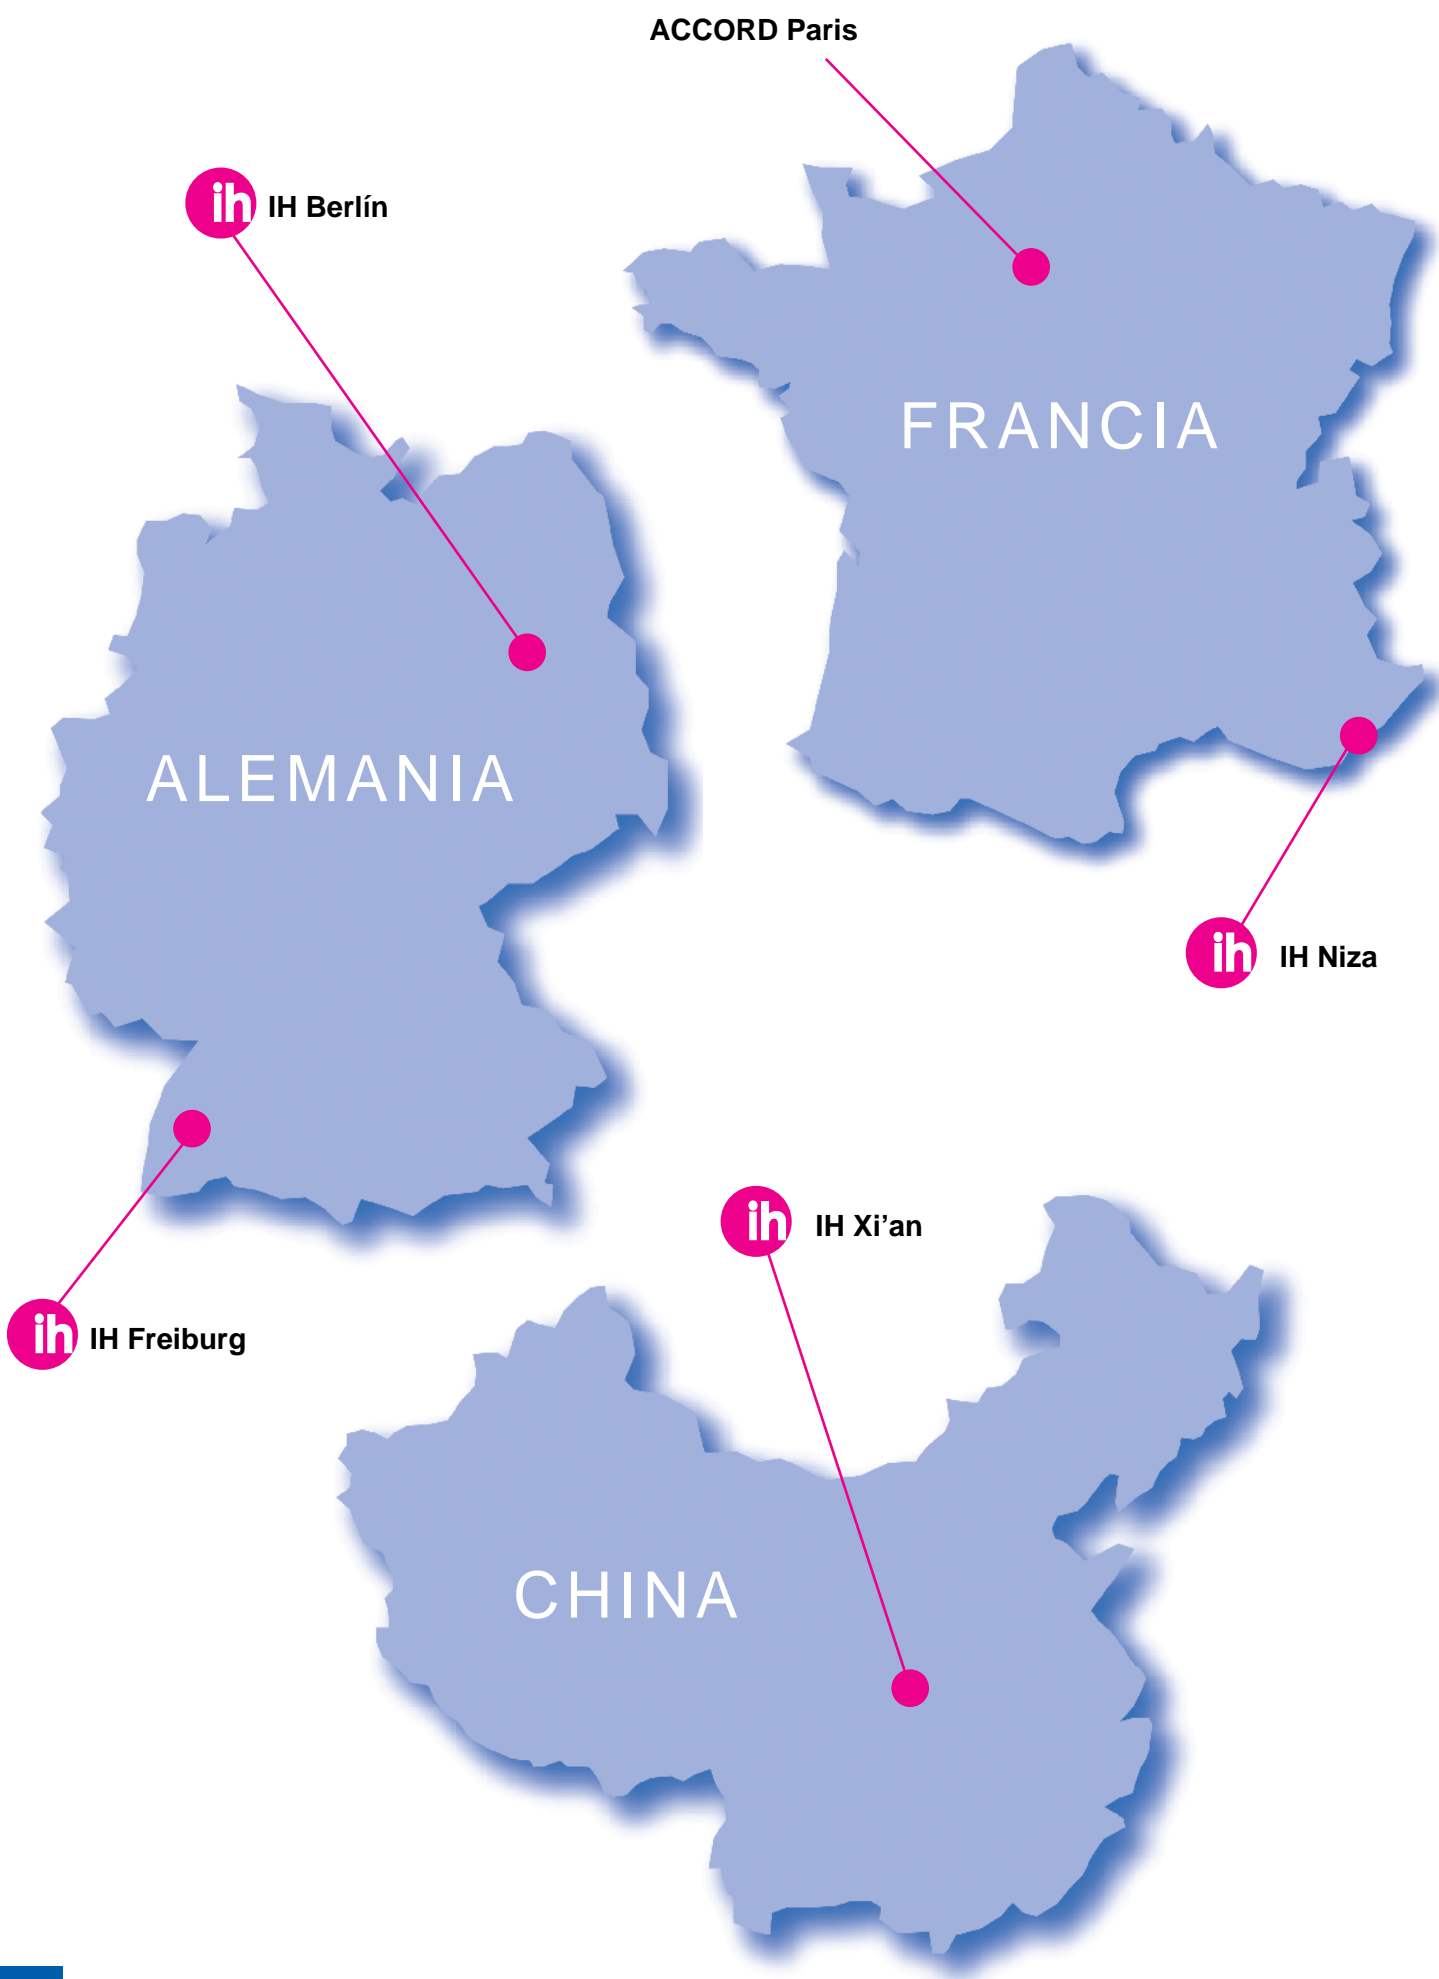 ACCORD Paris
ih IH Berlín
FRANCIA
ALEMANIA
ih IH Niza
ih IH Xi’an
ih IH Freiburg
CHINA